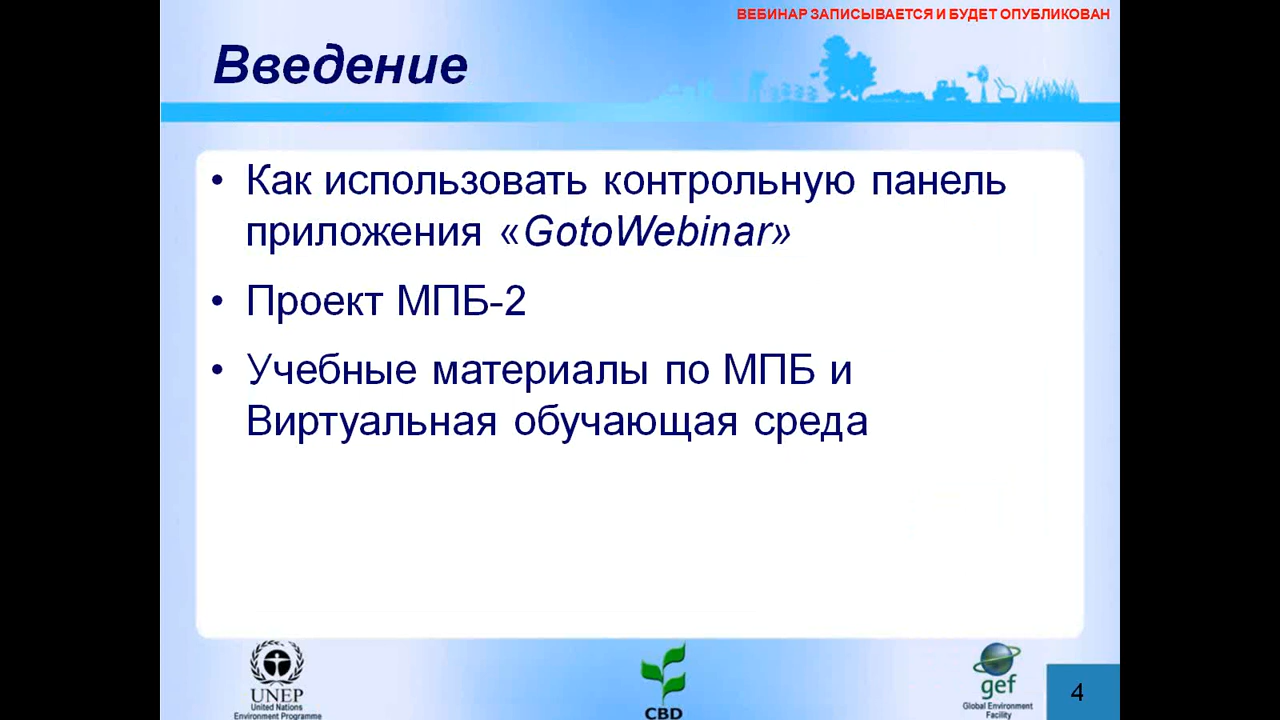 ВЕБИНАР ЗАПИСЫВАЕТСЯ И БУДЕТ ОПУБЛИКОВАН
Введение
• Как использовать контрольную панель
приложения «GotoWebinar»
• Проект МПБ-2
• Учебные материалы по МПБ и
Виртуальная обучающая среда
UNEP
United Nations
Environment Programme
CBD
gef
Global Environment
Facility
4